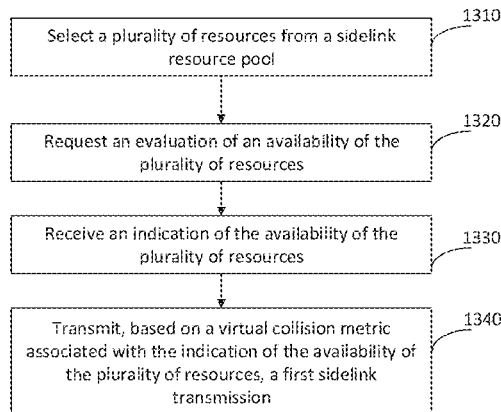 1310
Select a plurality of resources from a sidelink
resource pool
1320
Request an evaluation of an availability of the
plurality of resources
1330
Receive an indication of the availability of the
plurality of resources
1340
Transmit, based on a virtual collision metric
associated with the indication of the availability of
the plurality of resources, a first sidelink
transmission